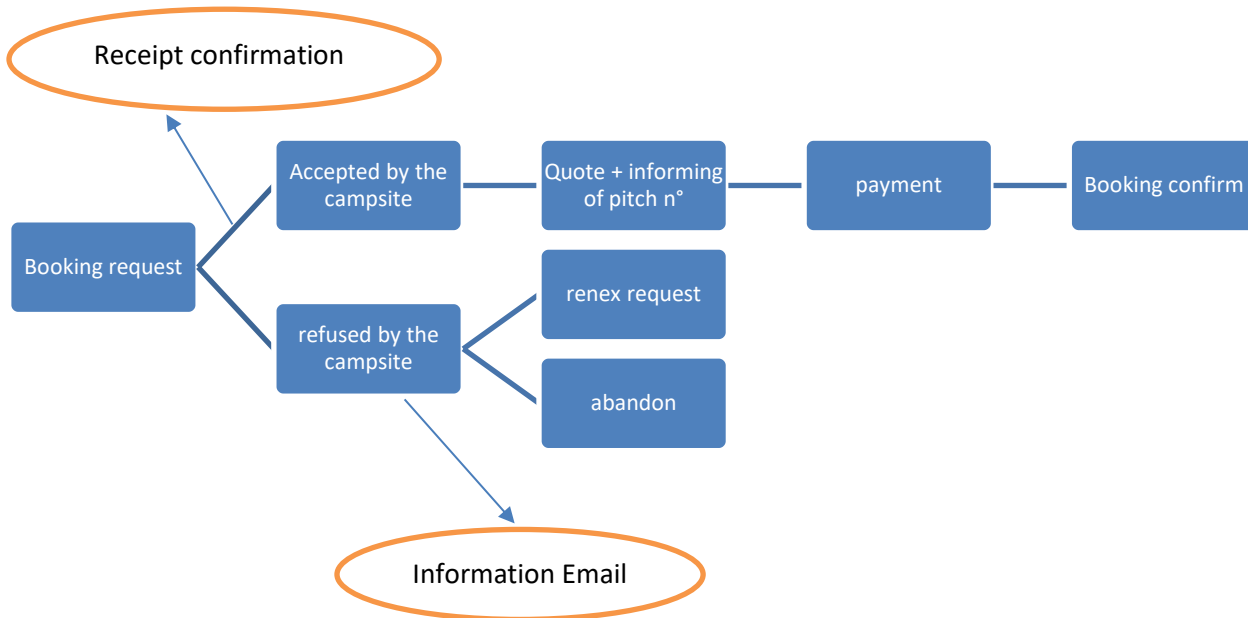 Receipt confirmation
Accepted by the
campsite
Quote + informing
of pitch n°
payment
Booking confirm
Booking request
renex request
refused by the
campsite
abandon
Information Email